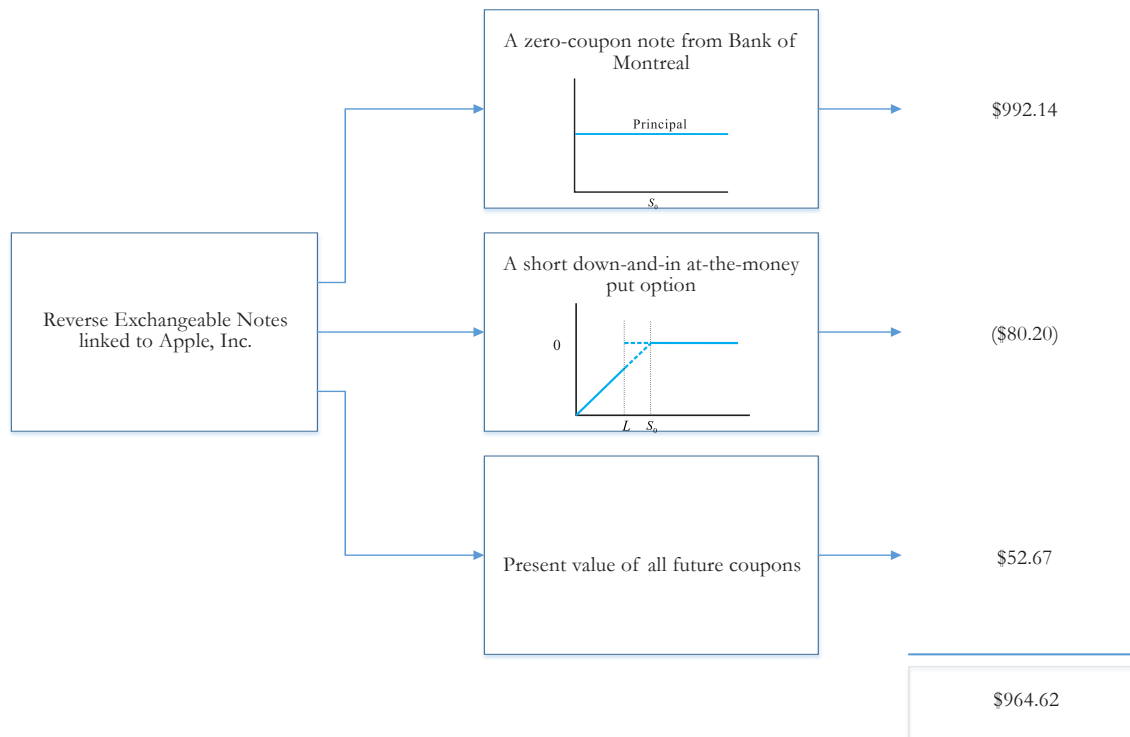 A zero-coupon note from Bank of
Montreal
Principal
S₀
$992.14
Reverse Exchangeable Notes
linked to Apple, Inc.
A short down-and-in at-the-money
put option
0
L S₀
($80.20)
Present value of all future coupons
$52.67
$964.62